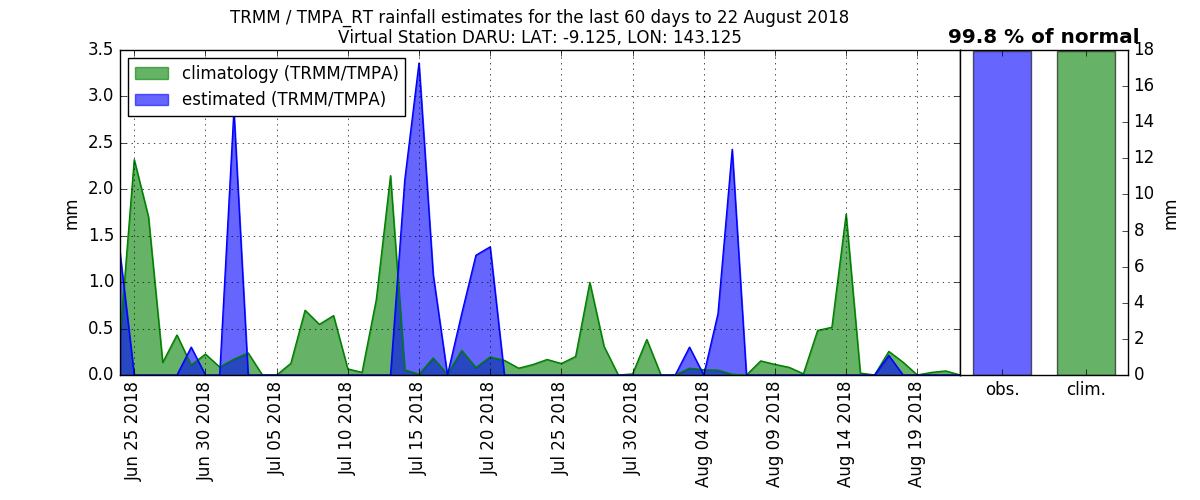 TRMM / TMPA_RT rainfall estimates for the last 60 days to 22 August 2018
Virtual Station DARU: LAT: -9.125, LON: 143.125
99.8 % of normal
climatology (TRMM/TMPA)
estimated (TRMM/TMPA)
3.5
3.0
2.5
2.0
1.5
1.0
0.5
0.0
mm
Jun 25 2018
Jun 30 2018
Jul 05 2018
Jul 10 2018
Jul 15 2018
Jul 20 2018
Jul 25 2018
Jul 30 2018
Aug 04 2018
Aug 09 2018
Aug 14 2018
Aug 19 2018
18
16
14
12
10
8
6
4
2
0
mm
obs.
clim.